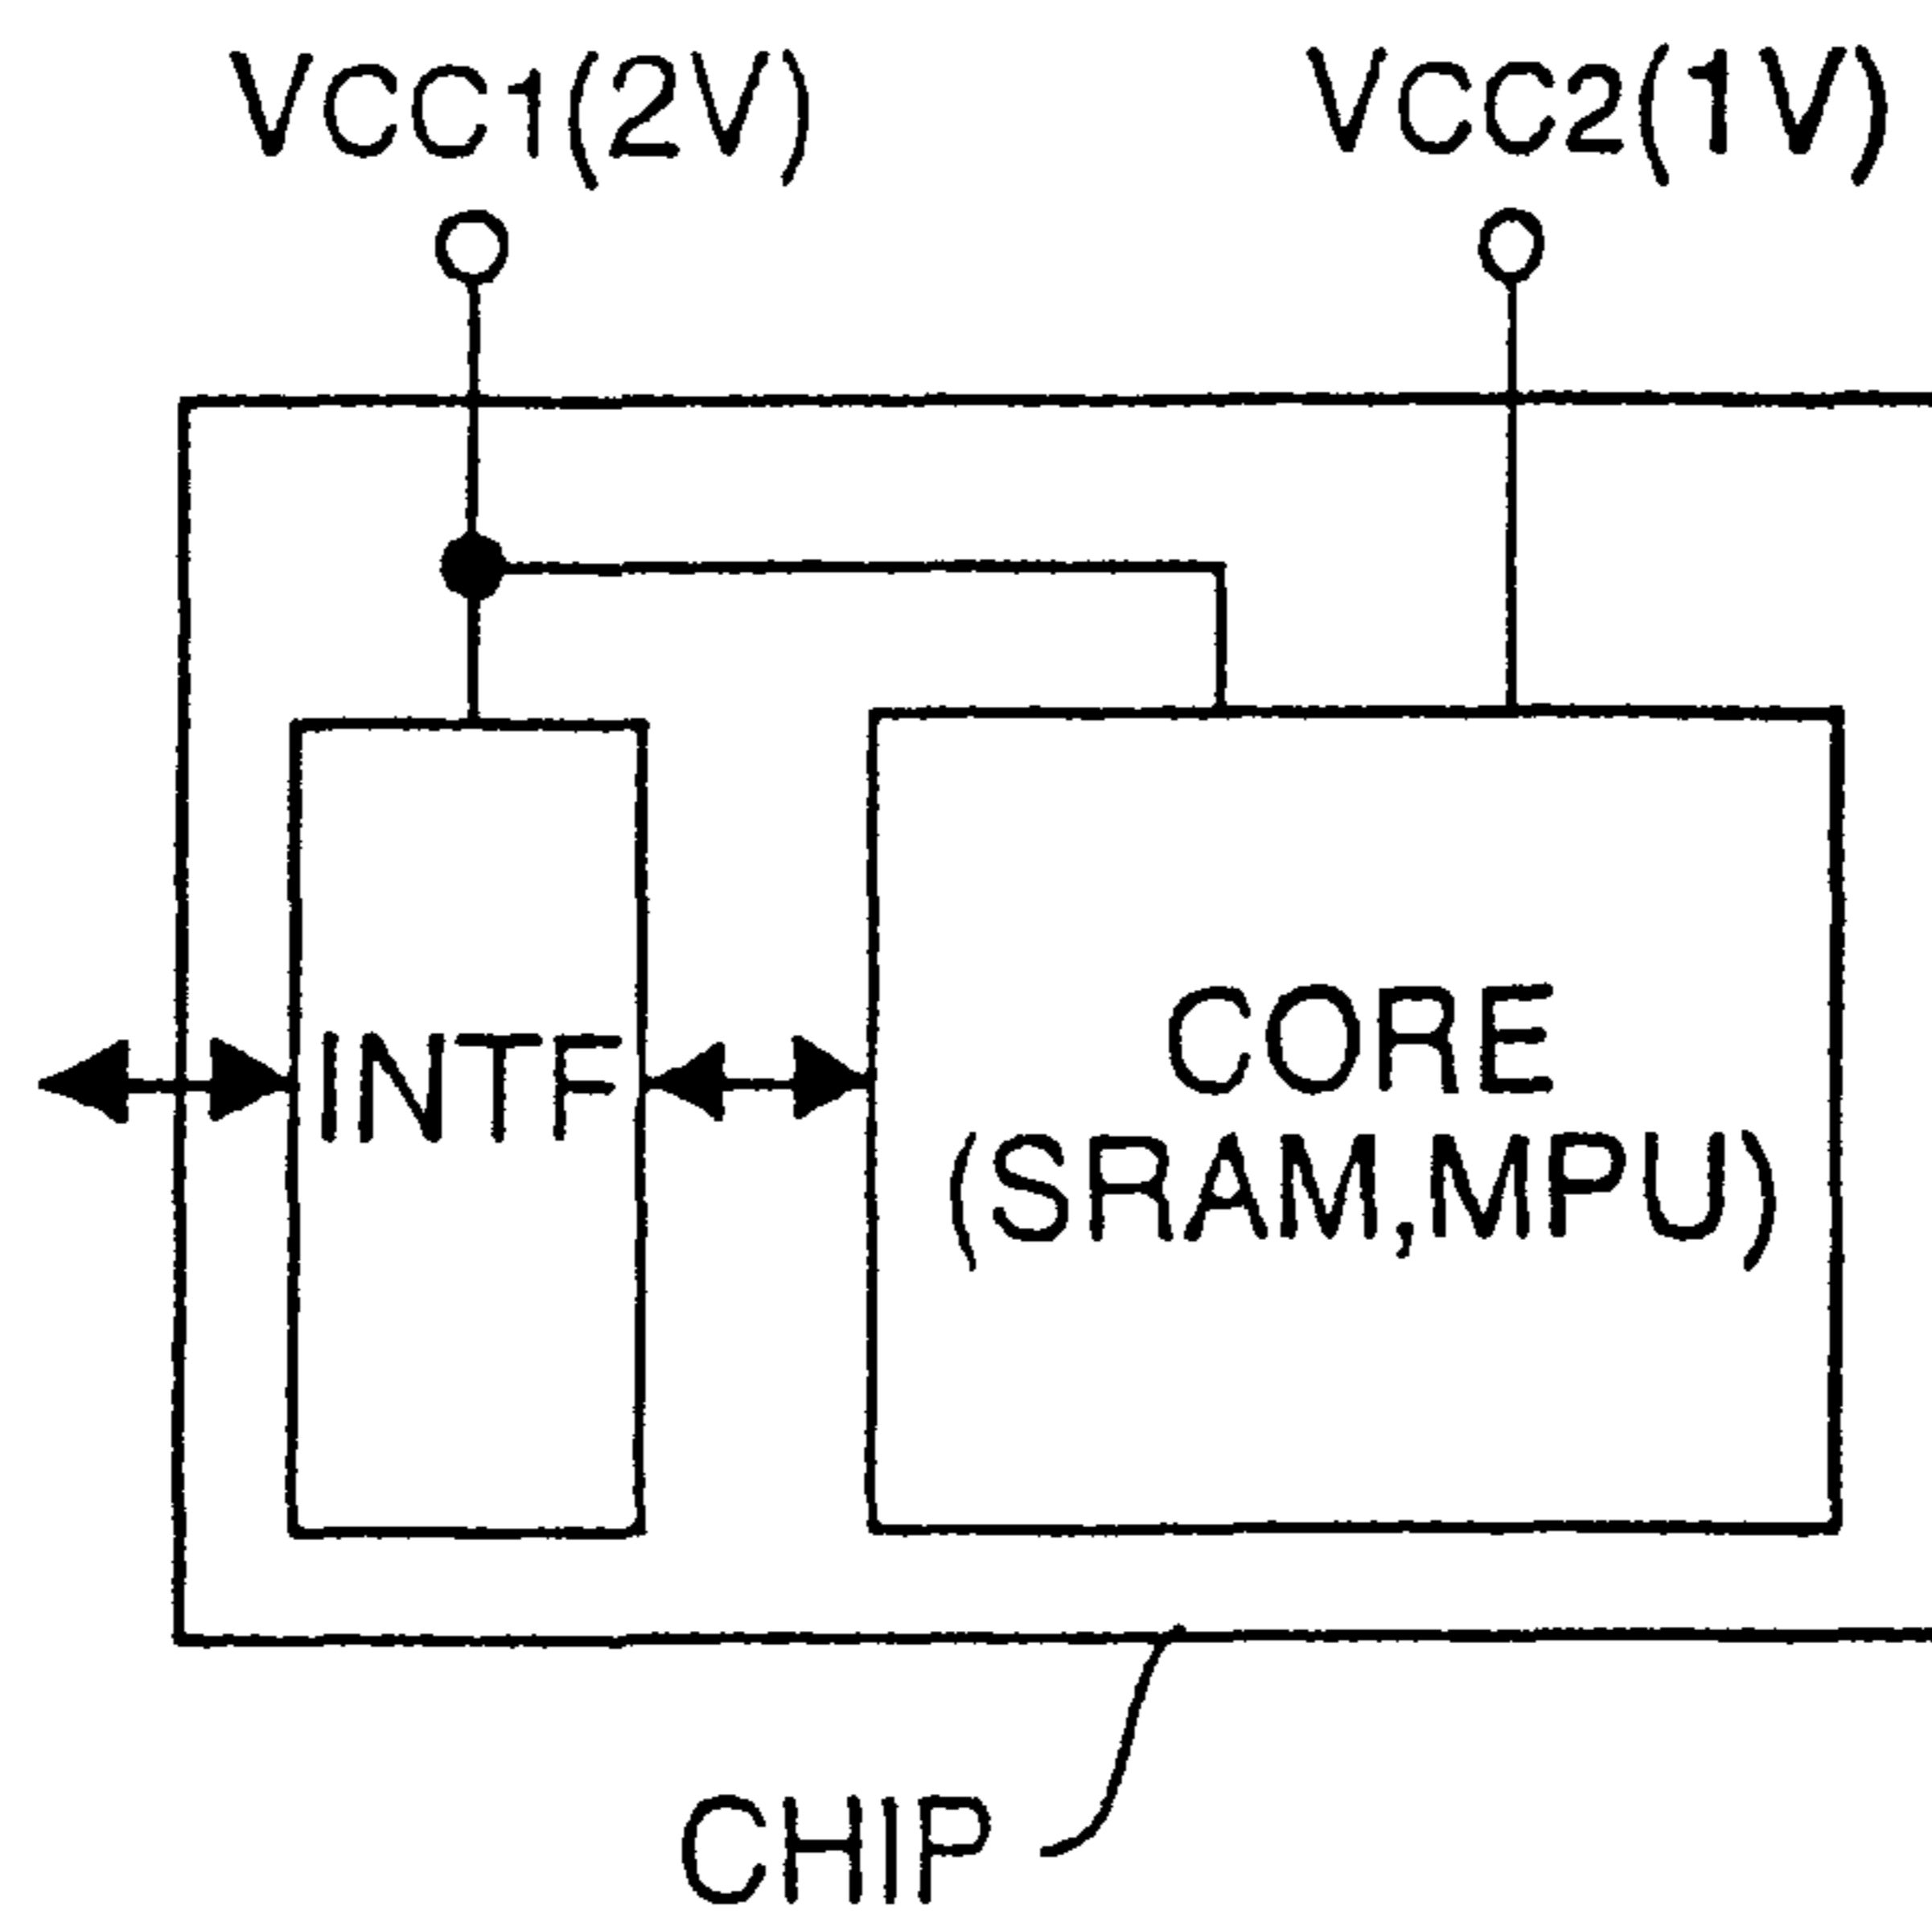 VCC1(2V)
VCC2(1V)
INTF
CORE
(SRAM,MPU)
CHIP